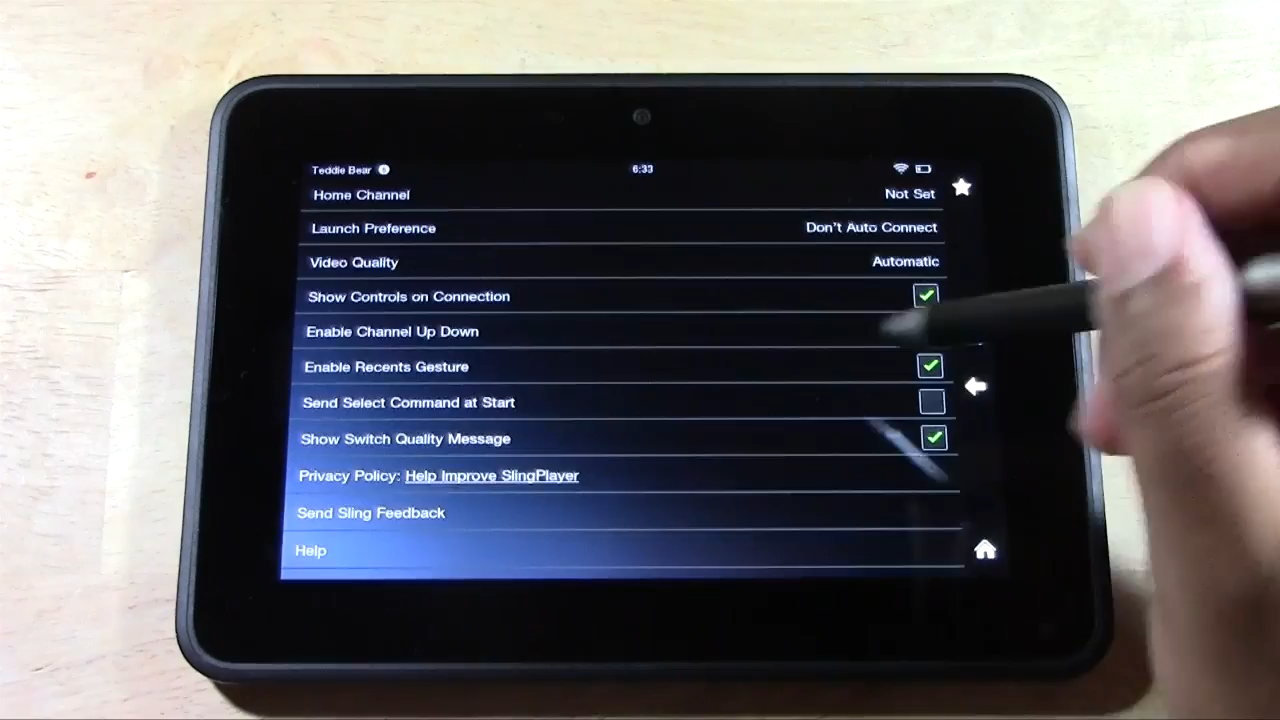 Teddie Bear 6:33
Home Channel Not Set
Launch Preference Don't Auto Connect
Video Quality Automatic
Show Controls on Connection
Enable Channel Up Down
Enable Recents Gesture
Send Select Command at Start
Show Switch Quality Message
Privacy Policy: Help Improve SlingPlayer
Send Sling Feedback
Help